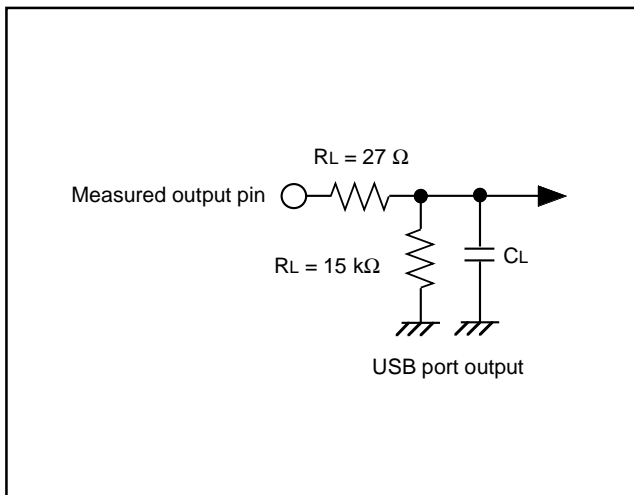 RL = 27 Ω
Measured output pin
RL = 15 kΩ
CL
USB port output